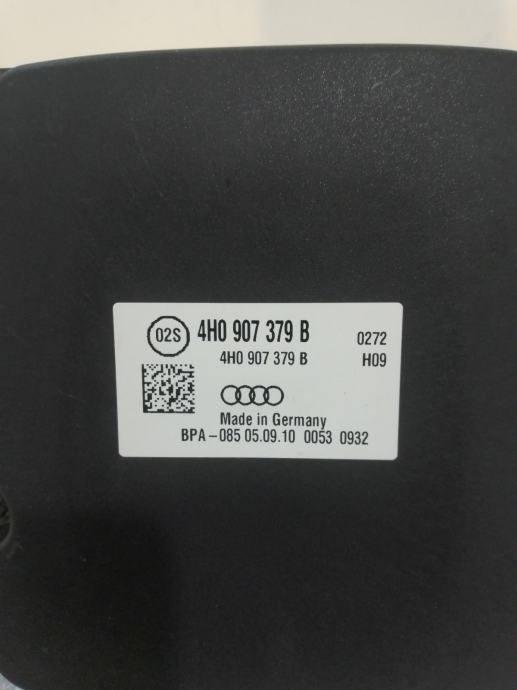 02S 4H0 907 379 B 0272
4H0 907 379 B H09
Made in Germany
BPA-085 05.09.10 0053 0932